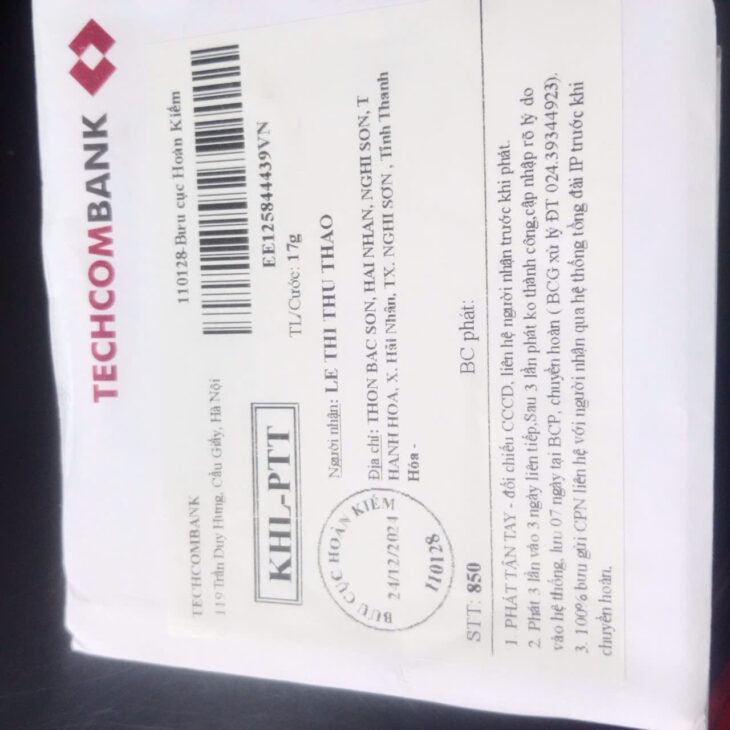 TECHCOMBANK
TECHCOMBANK
119 Trần Duy Hưng, Cầu Giấy, Hà Nội
110128-Bưu cục Hoàn Kiếm
EE125844439VN
KHL-PTT
TL/Cước: 17g
Người nhận: LE THI THU THAO
Địa chỉ: THON BAC SON, HAI NHAN, NGHI SON, T
HANH HOA, X. Hải Nhân, TX. NGHI SƠN , Tỉnh Thanh
Hóa -
BƯU CỤC HOÀN KIẾM
24/12/2024
110128
STT: 850
BC phát:
1. PHÁT TẬN TAY - đối chiếu CCCD, liên hệ người nhận trước khi phát.
2. Phát 3 lần vào 3 ngày liên tiếp,Sau 3 lần phát ko thành công,cập nhập rõ lý do
vào hệ thống, lưu 07 ngày tại BCP, chuyển hoàn ( BCG xử lý ĐT 024.39344923).
3. 100% bưu gửi CPN liên hệ với người nhận qua hệ thống tổng đài IP trước khi
chuyển hoàn.